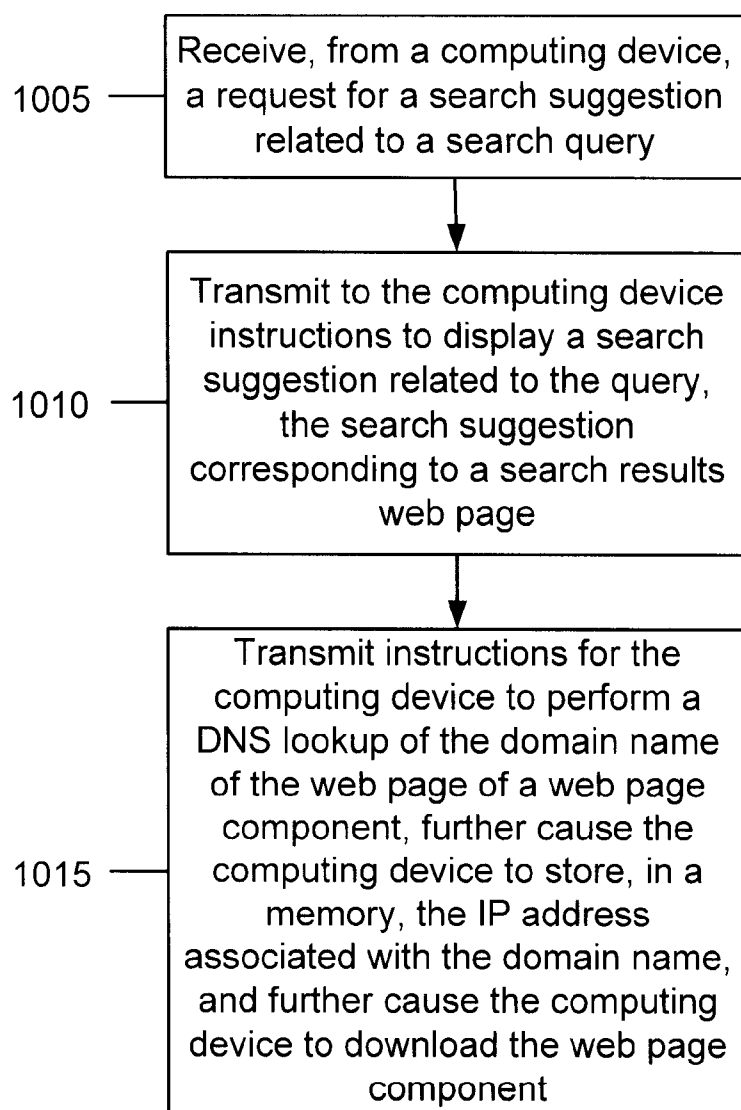 1005
Receive, from a computing device,
a request for a search suggestion
related to a search query
1010
Transmit to the computing device
instructions to display a search
suggestion related to the query,
the search suggestion
corresponding to a search results
web page
1015
Transmit instructions for the
computing device to perform a
DNS lookup of the domain name
of the web page of a web page
component, further cause the
computing device to store, in a
memory, the IP address
associated with the domain name,
and further cause the computing
device to download the web page
component